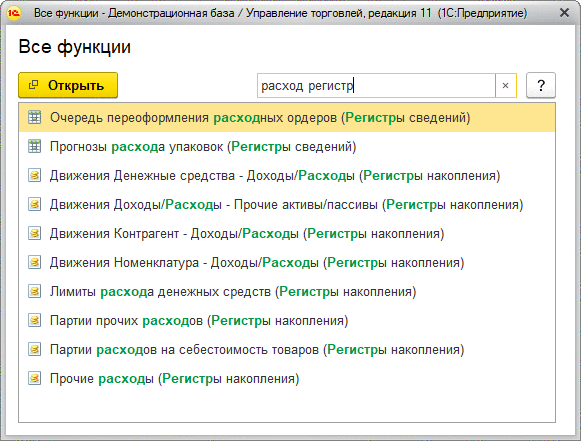 Все функции - Демонстрационная база / Управление торговлей, редакция 11 (1С:Предприятие)
Все функции
Открыть
расход регистр
?
Очередь переоформления расходных ордеров (Регистры сведений)
Прогнозы расхода упаковок (Регистры сведений)
Движения Денежные средства - Доходы/Расходы (Регистры накопления)
Движения Доходы/Расходы - Прочие активы/пассивы (Регистры накопления)
Движения Контрагент - Доходы/Расходы (Регистры накопления)
Движения Номенклатура - Доходы/Расходы (Регистры накопления)
Лимиты расхода денежных средств (Регистры накопления)
Партии прочих расходов (Регистры накопления)
Партии расходов на себестоимость товаров (Регистры накопления)
Прочие расходы (Регистры накопления)